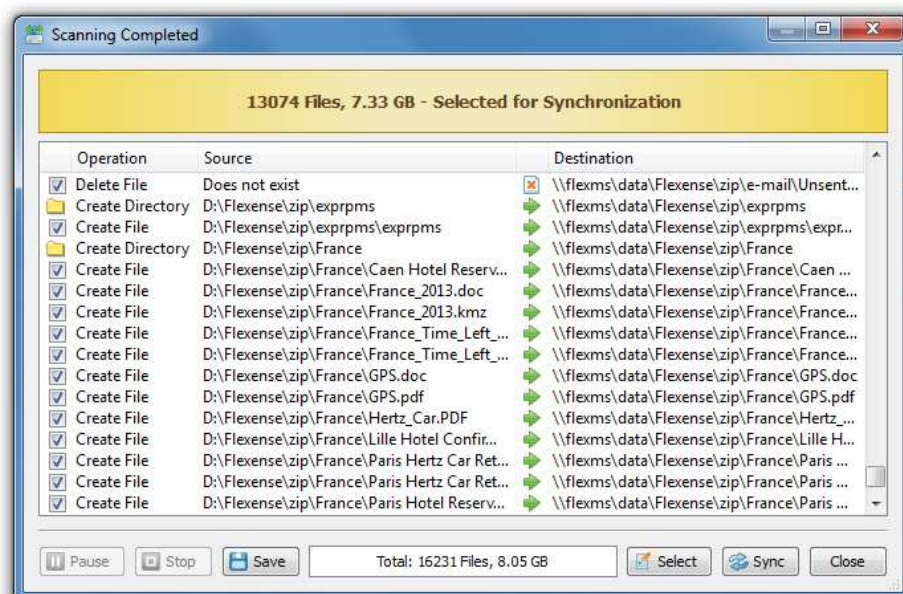 Scanning Completed
13074 Files, 7.33 GB - Selected for Synchronization
Operation Source Destination
Delete File Does not exist \\flexms\data\Flexense\zip\e-mail\Unsent...
Create Directory D:\Flexense\zip\exprpms \\flexms\data\Flexense\zip\exprpms
Create File D:\Flexense\zip\exprpms\exprpms \\flexms\data\Flexense\zip\exprpms\expr...
Create Directory D:\Flexense\zip\France \\flexms\data\Flexense\zip\France
Create File D:\Flexense\zip\France\Caen Hotel Reserv... \\flexms\data\Flexense\zip\France\Caen ...
Create File D:\Flexense\zip\France\France_2013.doc \\flexms\data\Flexense\zip\France\France...
Create File D:\Flexense\zip\France\France_2013.kmz \\flexms\data\Flexense\zip\France\France...
Create File D:\Flexense\zip\France\France_Time_Left_... \\flexms\data\Flexense\zip\France\France...
Create File D:\Flexense\zip\France\France_Time_Left_... \\flexms\data\Flexense\zip\France\France...
Create File D:\Flexense\zip\France\GPS.doc \\flexms\data\Flexense\zip\France\GPS.doc
Create File D:\Flexense\zip\France\GPS.pdf \\flexms\data\Flexense\zip\France\GPS.pdf
Create File D:\Flexense\zip\France\Hertz_Car.PDF \\flexms\data\Flexense\zip\France\Hertz_...
Create File D:\Flexense\zip\France\Lille Hotel Confir... \\flexms\data\Flexense\zip\France\Lille H...
Create File D:\Flexense\zip\France\Paris Hertz Car Ret... \\flexms\data\Flexense\zip\France\Paris ...
Create File D:\Flexense\zip\France\Paris Hertz Car Ret... \\flexms\data\Flexense\zip\France\Paris ...
Create File D:\Flexense\zip\France\Paris Hotel Reserv... \\flexms\data\Flexense\zip\France\Paris ...
Pause Stop Save Total: 16231 Files, 8.05 GB Select Sync Close